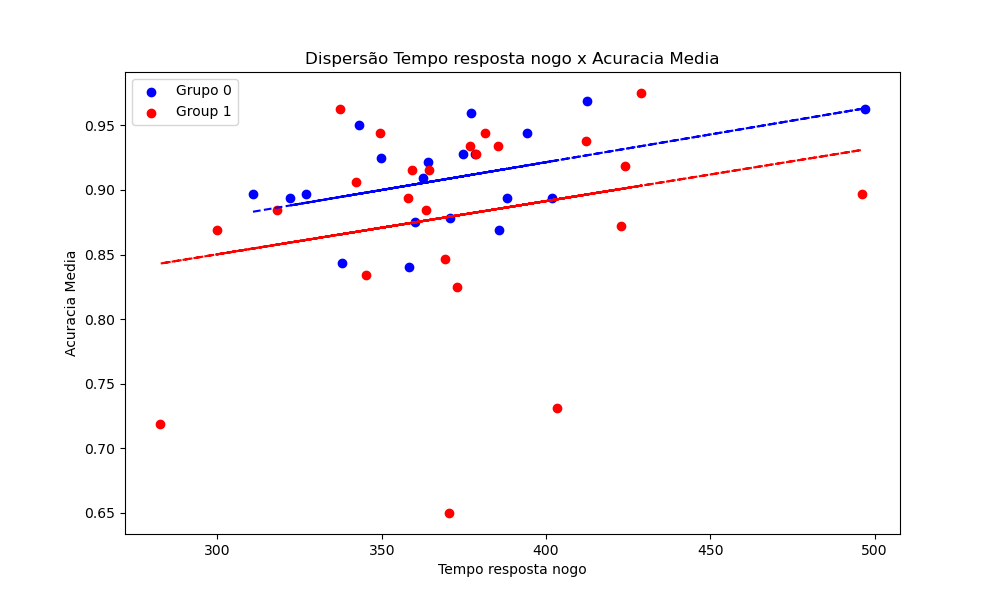 Dispersão Tempo resposta nogo x Acuracia Media
Grupo 0
Group 1
0.95
0.90
0.85
0.80
0.75
0.70
0.65
Acuracia Media
300
350
400
450
500
Tempo resposta nogo